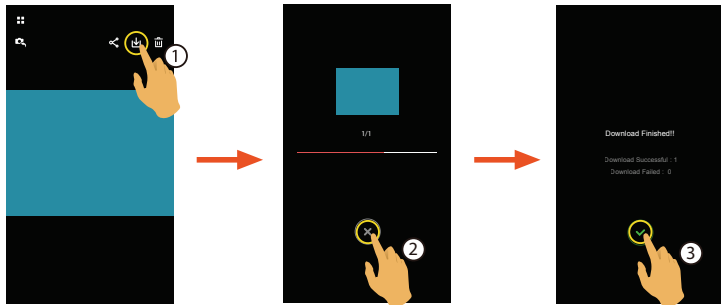 1
1/1
2
Download Finished!!
Download Successful : 1
Download Failed : 0
3